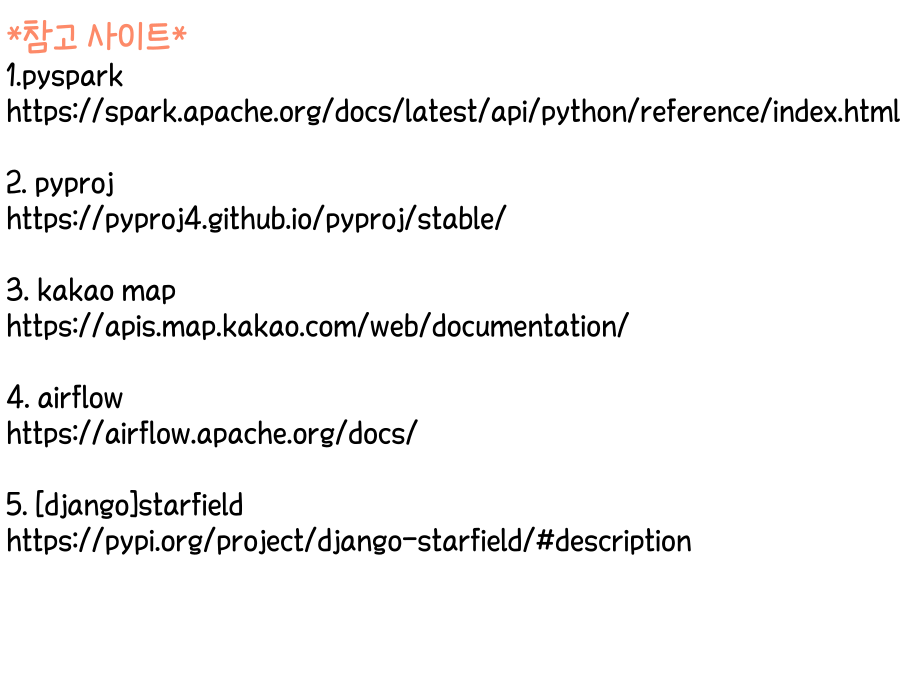 *참고 사이트*
1.pyspark
https://spark.apache.org/docs/latest/api/python/reference/index.html
2. pyproj
https://pyproj4.github.io/pyproj/stable/
3. kakao map
https://apis.map.kakao.com/web/documentation/
4. airflow
https://airflow.apache.org/docs/
5. [django]starfield
https://pypi.org/project/django-starfield/#description